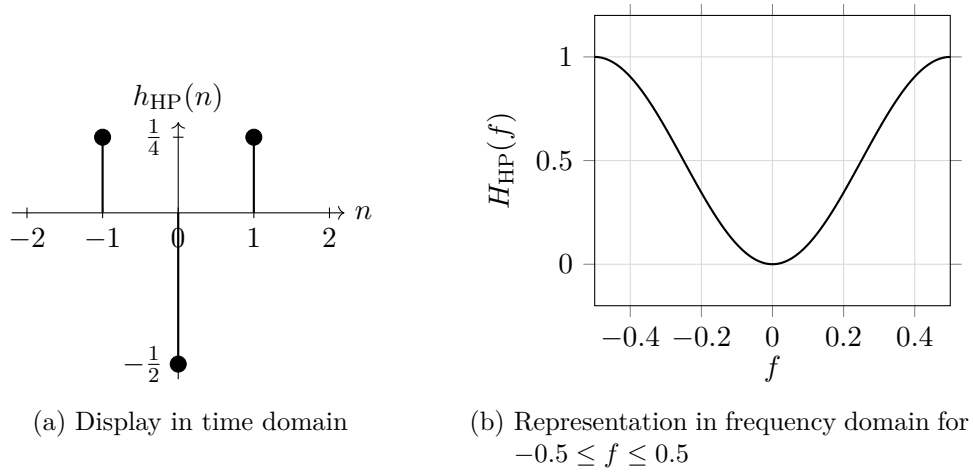 h_HP(n)
1/4
n
−2 −1 0 1 2
−1/2
(a) Display in time domain
H_HP(f)
1
0.5
0
−0.4 −0.2 0 0.2 0.4
f
(b) Representation in frequency domain for
−0.5 ≤ f ≤ 0.5